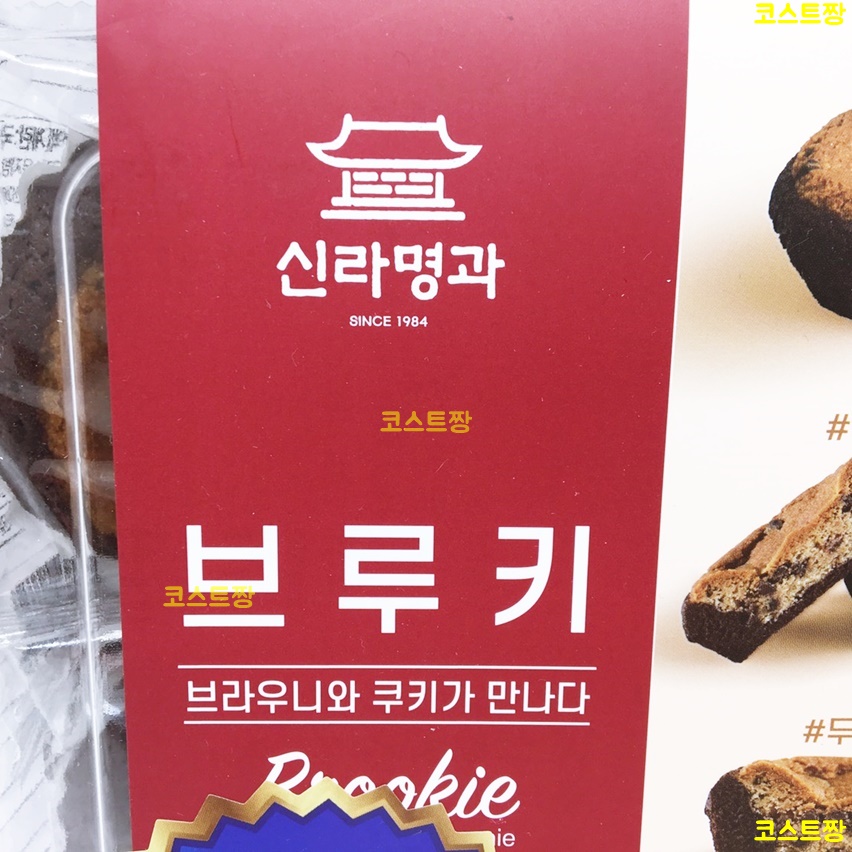 코스트짱
신라명과
SINCE 1984
코스트짱
#
브루키
코스트짱
브라우니와 쿠키가 만나다
#두
Brookie
코스트짱